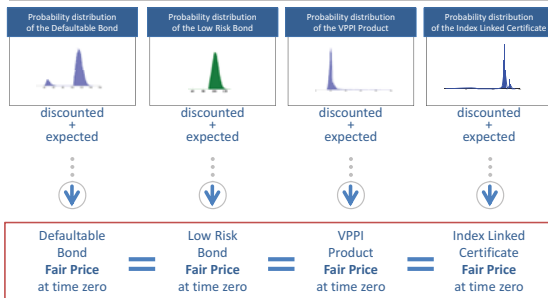 Probability distribution
of the Defaultable Bond
Probability distribution
of the Low Risk Bond
Probability distribution
of the VPPI Product
Probability distribution
of the Index Linked Certificate
discounted
+
expected
discounted
+
expected
discounted
+
expected
discounted
+
expected
Defaultable
Bond
Fair Price
at time zero
=
Low Risk
Bond
Fair Price
at time zero
=
VPPI
Product
Fair Price
at time zero
=
Index Linked
Certificate
Fair Price
at time zero